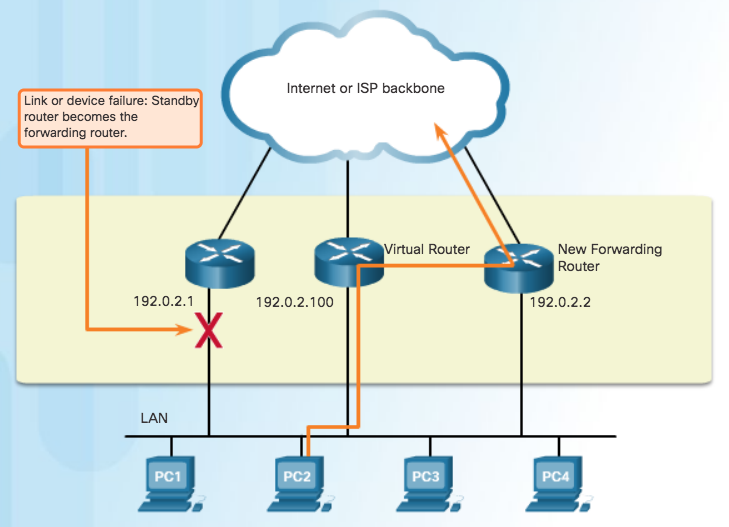 Internet or ISP backbone
Link or device failure: Standby
router becomes the
forwarding router.
Virtual Router
New Forwarding
Router
192.0.2.1
192.0.2.100
192.0.2.2
LAN
PC1
PC2
PC3
PC4